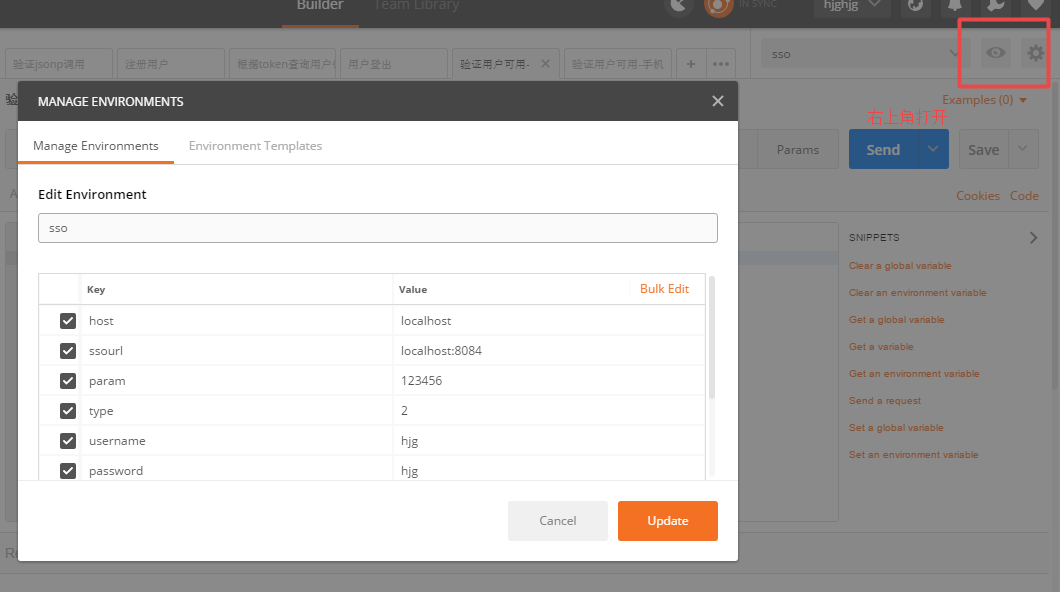 Builder
Team Library
IN SYNC
hjghjg
验证jsonp调用
注册用户
根据token查询用户
用户登出
验证用户可用-
验证用户可用-手机
sso
验
MANAGE ENVIRONMENTS
Examples (0)
右上角打开
Manage Environments
Environment Templates
Params
Send
Save
Edit Environment
Cookies
Code
sso
SNIPPETS
Clear a global variable
Key
Value
Bulk Edit
Clear an environment variable
host
localhost
Get a global variable
ssourl
localhost:8084
Get a variable
param
123456
Get an environment variable
type
2
Send a request
username
hjg
Set a global variable
password
hjg
Set an environment variable
Cancel
Update
Re